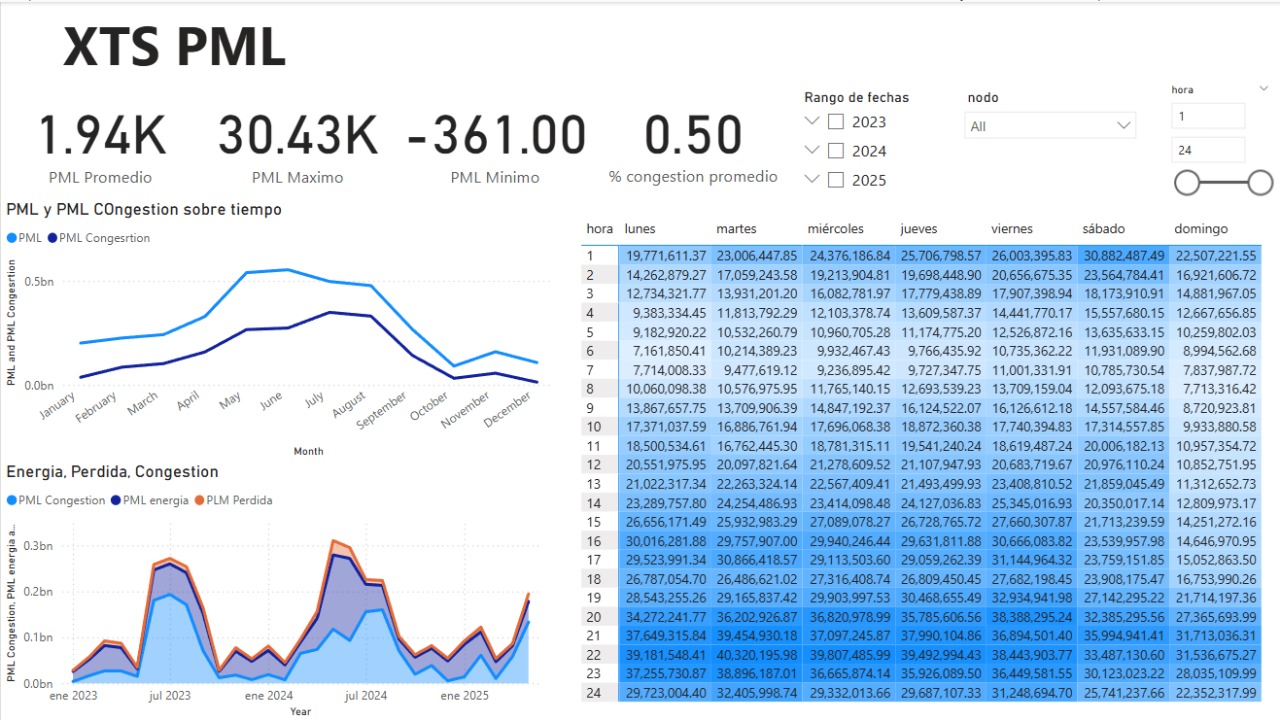 XTS PML
1.94K
PML Promedio
30.43K
PML Maximo
-361.00
PML Minimo
0.50
% congestion promedio
Rango de fechas
2023
2024
2025
nodo
All
hora
1
24
PML y PML COngestion sobre tiempo
PML PML Congesrtion
PML and PML Congesrtion
0.5bn
0.0bn
January February March April May June July August September October November December
Month
Energia, Perdida, Congestion
PML Congestion PML energia PLM Perdida
PML Congestion, PML energia a...
0.3bn
0.2bn
0.1bn
0.0bn
ene 2023 jul 2023 ene 2024 jul 2024 ene 2025
Year
hora lunes martes miércoles jueves viernes sábado domingo
1 19,771,611.37 23,006,447.85 24,376,186.84 25,706,798.57 26,003,395.83 30,882,487.49 22,507,221.55
2 14,262,879.27 17,059,243.58 19,213,904.81 19,698,448.90 20,656,675.35 23,564,784.41 16,921,606.72
3 12,734,321.77 13,931,201.20 16,082,781.97 17,779,438.89 17,907,398.94 18,173,910.91 14,881,967.05
4 9,383,334.45 11,813,792.29 12,103,378.74 13,609,587.37 14,441,770.17 15,557,680.15 12,667,656.85
5 9,182,920.22 10,532,260.79 10,960,705.28 11,174,775.20 12,526,872.16 13,635,633.15 10,259,802.03
6 7,161,850.41 10,214,389.23 9,932,467.43 9,766,435.92 10,735,362.22 11,931,089.90 8,994,562.68
7 7,714,008.33 9,477,619.12 9,236,895.42 9,727,347.75 11,001,331.91 10,785,730.54 7,837,987.72
8 10,060,098.38 10,576,975.95 11,765,140.15 12,693,539.23 13,709,159.04 12,093,675.18 7,713,316.42
9 13,867,657.75 13,709,906.39 14,847,192.37 16,124,522.07 16,126,612.18 14,557,584.46 8,720,923.81
10 17,371,037.59 16,886,761.94 17,696,068.38 18,872,360.38 17,740,394.83 17,314,557.85 9,933,880.58
11 18,500,534.61 16,762,445.30 18,781,315.11 19,541,240.24 18,619,487.24 20,006,182.13 10,957,354.72
12 20,551,975.95 20,097,821.64 21,278,609.52 21,107,947.93 20,683,719.67 20,976,110.24 10,852,751.95
13 21,022,317.34 22,263,324.14 22,567,409.41 21,493,499.93 23,408,810.52 21,859,045.49 11,312,652.73
14 23,289,757.80 24,254,486.93 23,414,098.48 24,127,036.83 25,345,016.93 20,350,017.14 12,809,973.17
15 26,656,171.49 25,932,983.29 27,089,078.27 26,728,765.72 27,660,307.87 21,713,239.59 14,251,272.16
16 30,016,281.88 29,757,907.00 29,940,246.44 29,631,811.88 30,666,083.82 23,539,957.98 14,646,970.95
17 29,523,991.34 30,866,418.57 29,113,503.60 29,059,262.39 31,144,964.32 23,759,151.85 15,052,863.50
18 26,787,054.70 26,486,621.02 27,316,408.74 26,809,450.45 27,682,198.45 23,908,175.47 16,753,990.26
19 28,543,255.26 29,165,837.42 29,903,997.53 30,468,653.49 32,934,941.98 27,142,295.22 21,714,197.36
20 34,272,241.77 36,202,926.87 36,820,978.99 35,785,606.56 38,388,295.24 32,385,295.56 27,365,693.99
21 37,649,315.84 39,454,930.18 37,097,245.87 37,990,104.86 36,894,501.40 35,994,941.41 31,713,036.31
22 39,181,548.41 40,320,195.98 39,807,485.99 39,492,994.43 38,443,903.77 33,487,130.60 31,536,675.27
23 37,255,730.87 38,896,187.01 36,665,874.14 35,926,089.50 36,449,581.55 30,123,023.22 28,035,109.99
24 29,723,004.40 32,405,998.74 29,332,013.66 29,687,107.33 31,248,694.70 25,741,237.66 22,352,317.99